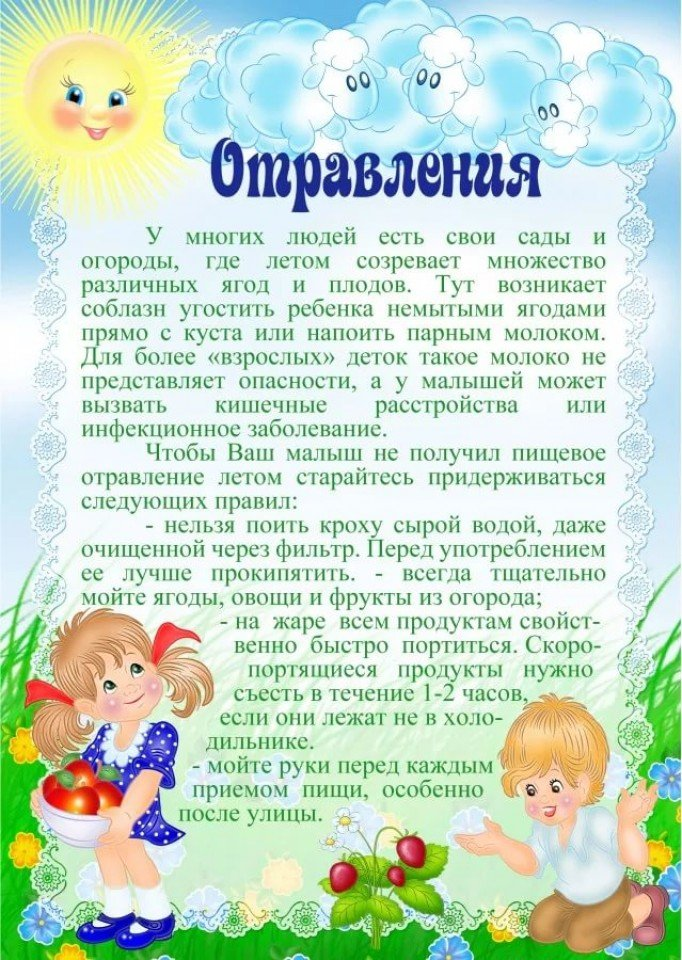 Отравления
У многих людей есть свои сады и
огороды, где летом созревает множество
различных ягод и плодов. Тут возникает
соблазн угостить ребенка немытыми ягодами
прямо с куста или напоить парным молоком.
Для более «взрослых» деток такое молоко не
представляет опасности, а у малышей может
вызвать кишечные расстройства или
инфекционное заболевание.
Чтобы Ваш малыш не получил пищевое
отравление летом старайтесь придерживаться
следующих правил:
- нельзя поить кроху сырой водой, даже
очищенной через фильтр. Перед употреблением
ее лучше прокипятить. - всегда тщательно
мойте ягоды, овощи и фрукты из огорода;
- на жаре всем продуктам свойст-
венно быстро портиться. Скоро-
портящиеся продукты нужно
съесть в течение 1-2 часов,
если они лежат не в холо-
дильнике.
- мойте руки перед каждым
приемом пищи, особенно
после улицы.